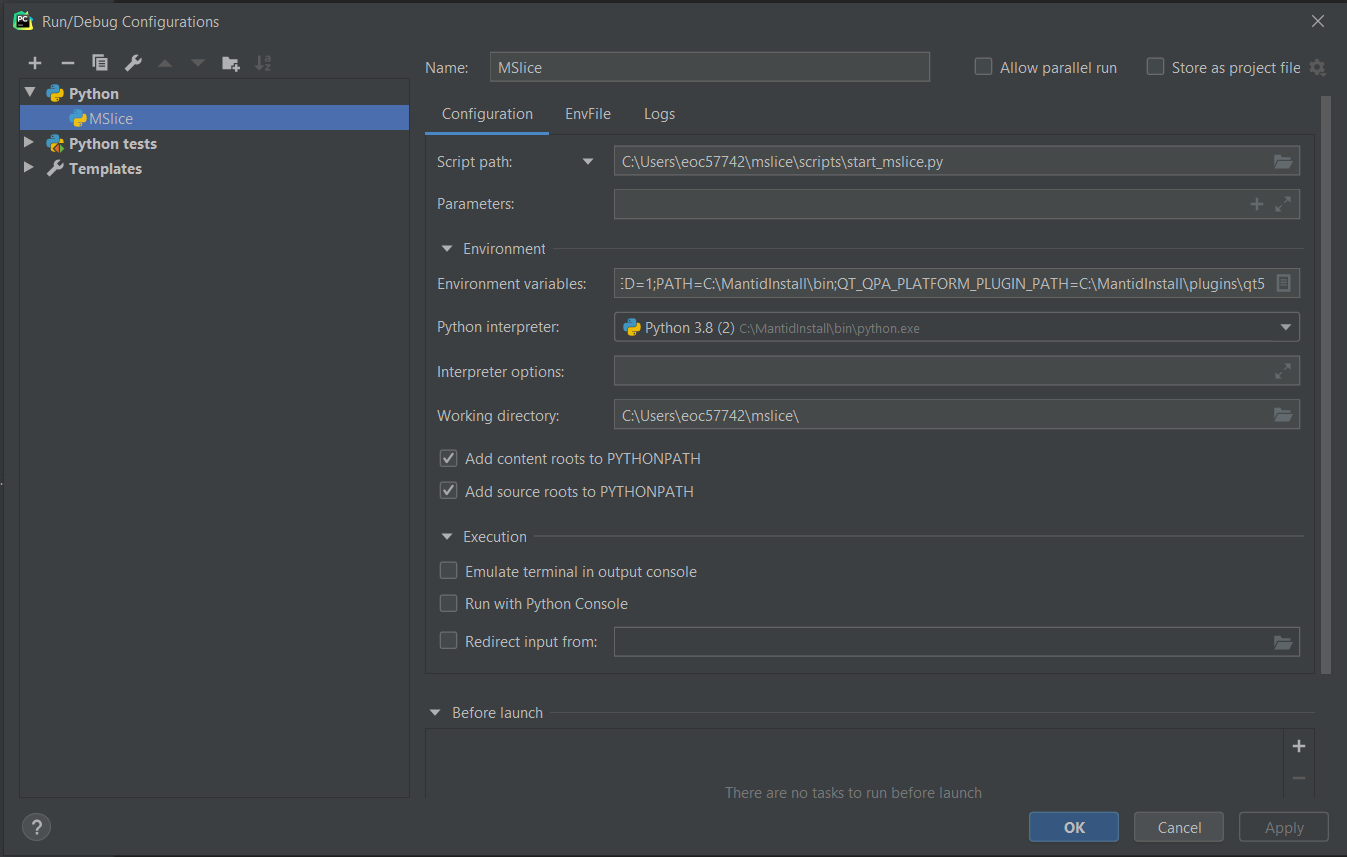 PC
Run/Debug Configurations
Name:
MSlice
Allow parallel run
Store as project file
Python
MSlice
Python tests
Templates
Configuration
EnvFile
Logs
Script path:
C:\Users\eoc57742\mslice\scripts\start_mslice.py
Parameters:
Environment
Environment variables:
ED=1;PATH=C:\MantidInstall\bin;QT_QPA_PLATFORM_PLUGIN_PATH=C:\MantidInstall\plugins\qt5
Python interpreter:
Python 3.8 (2) C:\MantidInstall\bin\python.exe
Interpreter options:
Working directory:
C:\Users\eoc57742\mslice\
Add content roots to PYTHONPATH
Add source roots to PYTHONPATH
Execution
Emulate terminal in output console
Run with Python Console
Redirect input from:
Before launch
There are no tasks to run before launch
?
OK
Cancel
Apply